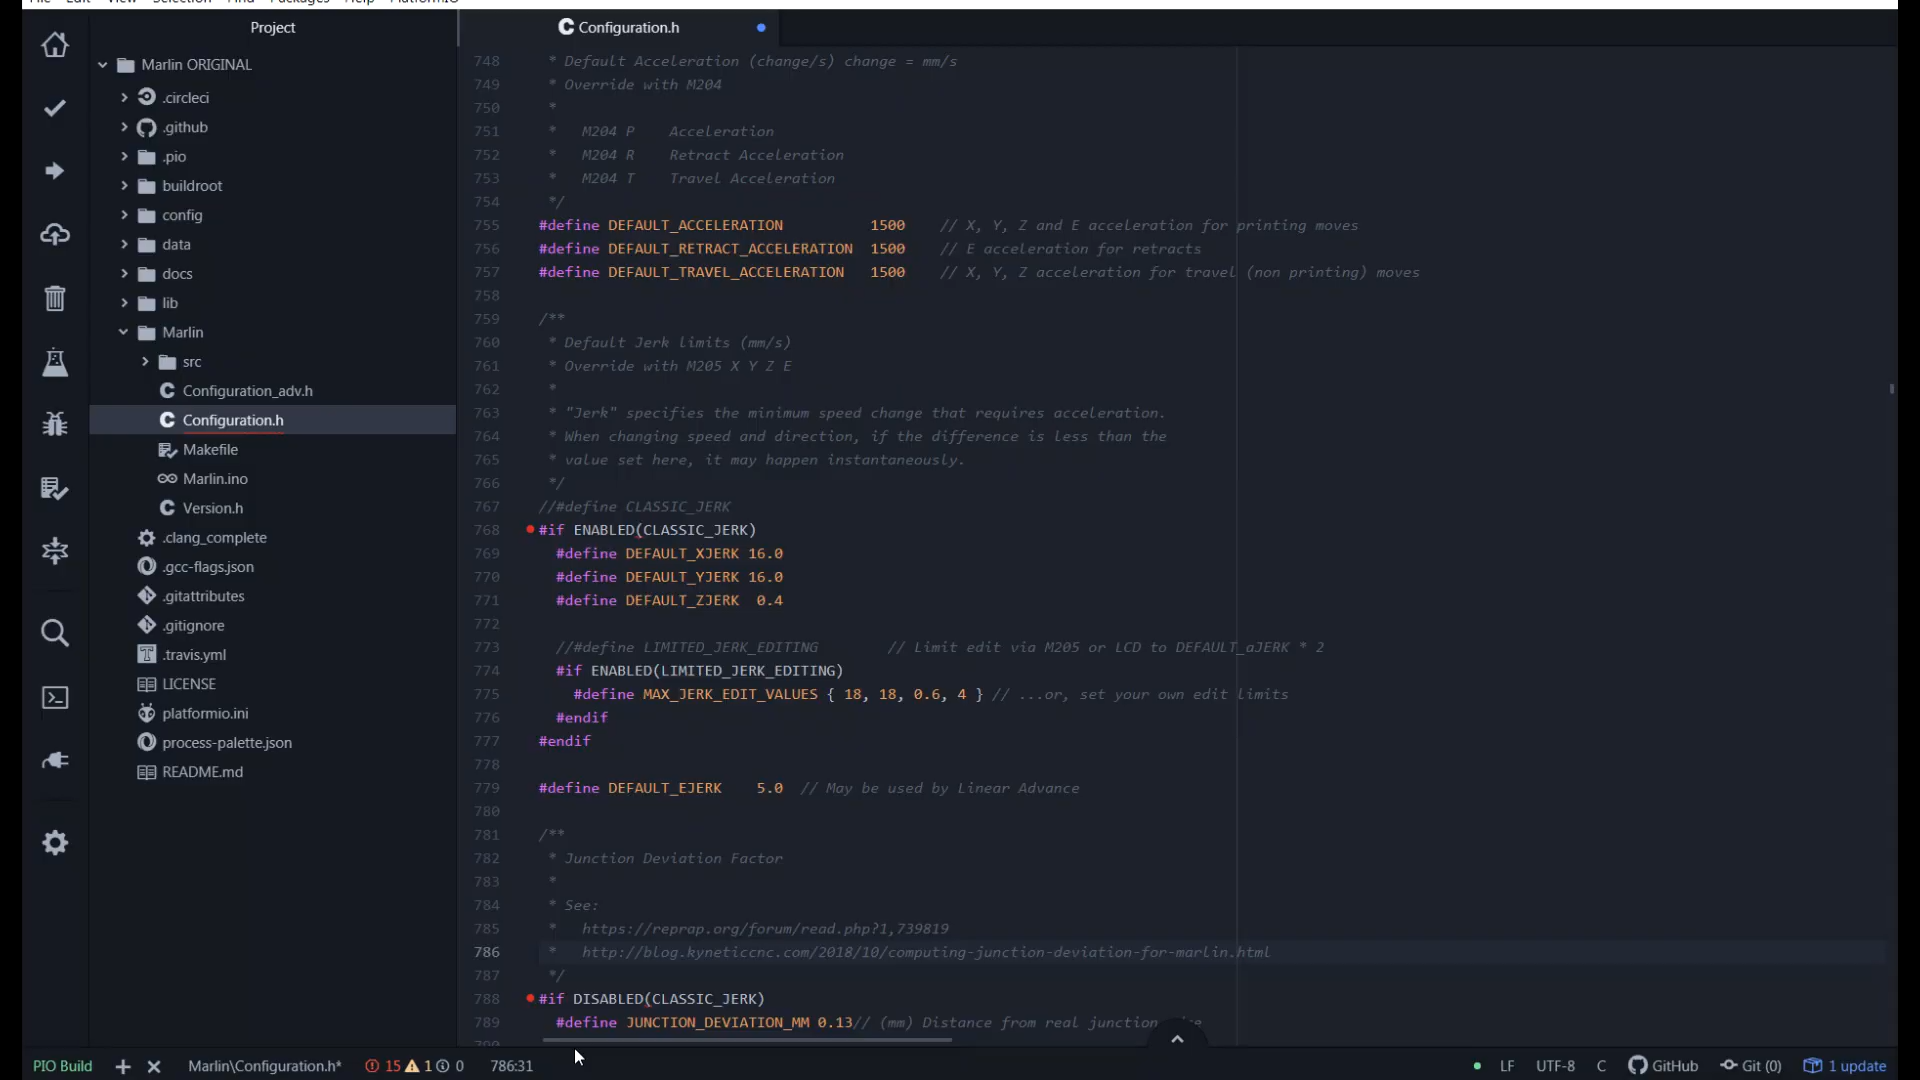 File Edit View Selection Find Packages Help PlatformIO
Project
Configuration.h
Marlin ORIGINAL
.circleci
.github
.pio
buildroot
config
data
docs
lib
Marlin
src
Configuration_adv.h
Configuration.h
Makefile
Marlin.ino
Version.h
.clang_complete
.gcc-flags.json
.gitattributes
.gitignore
.travis.yml
LICENSE
platformio.ini
process-palette.json
README.md
748 * Default Acceleration (change/s) change = mm/s
749 * Override with M204
750 *
751 * M204 P Acceleration
752 * M204 R Retract Acceleration
753 * M204 T Travel Acceleration
754 */
755 #define DEFAULT_ACCELERATION 1500 // X, Y, Z and E acceleration for printing moves
756 #define DEFAULT_RETRACT_ACCELERATION 1500 // E acceleration for retracts
757 #define DEFAULT_TRAVEL_ACCELERATION 1500 // X, Y, Z acceleration for travel (non printing) moves
758
759 /**
760 * Default Jerk limits (mm/s)
761 * Override with M205 X Y Z E
762 *
763 * "Jerk" specifies the minimum speed change that requires acceleration.
764 * When changing speed and direction, if the difference is less than the
765 * value set here, it may happen instantaneously.
766 */
767 //#define CLASSIC_JERK
768 #if ENABLED(CLASSIC_JERK)
769 #define DEFAULT_XJERK 16.0
770 #define DEFAULT_YJERK 16.0
771 #define DEFAULT_ZJERK 0.4
772
773 //#define LIMITED_JERK_EDITING // Limit edit via M205 or LCD to DEFAULT_aJERK * 2
774 #if ENABLED(LIMITED_JERK_EDITING)
775 #define MAX_JERK_EDIT_VALUES { 18, 18, 0.6, 4 } // ...or, set your own edit limits
776 #endif
777 #endif
778
779 #define DEFAULT_EJERK 5.0 // May be used by Linear Advance
780
781 /**
782 * Junction Deviation Factor
783 *
784 * See:
785 * https://reprap.org/forum/read.php?1,739819
786 * http://blog.kyneticcnc.com/2018/10/computing-junction-deviation-for-marlin.html
787 */
788 #if DISABLED(CLASSIC_JERK)
789 #define JUNCTION_DEVIATION_MM 0.13// (mm) Distance from real junction
790
PIO Build Marlin\Configuration.h* 15 1 0 786:31 LF UTF-8 C GitHub Git (0) 1 update